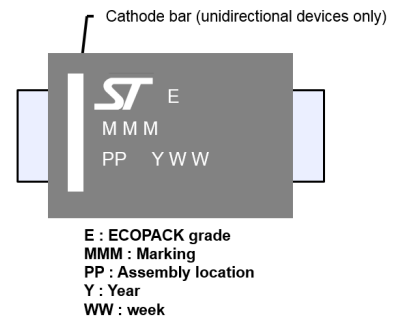 Cathode bar (unidirectional devices only)
ST E
M M M
PP Y W W
E : ECOPACK grade
MMM : Marking
PP : Assembly location
Y : Year
WW : week